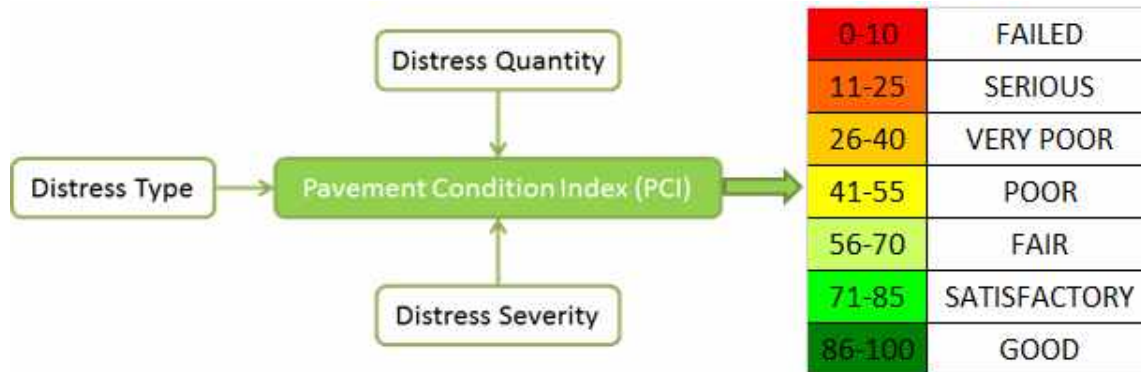 Distress Quantity
Distress Type
Pavement Condition Index (PCI)
Distress Severity
0-10 FAILED
11-25 SERIOUS
26-40 VERY POOR
41-55 POOR
56-70 FAIR
71-85 SATISFACTORY
86-100 GOOD